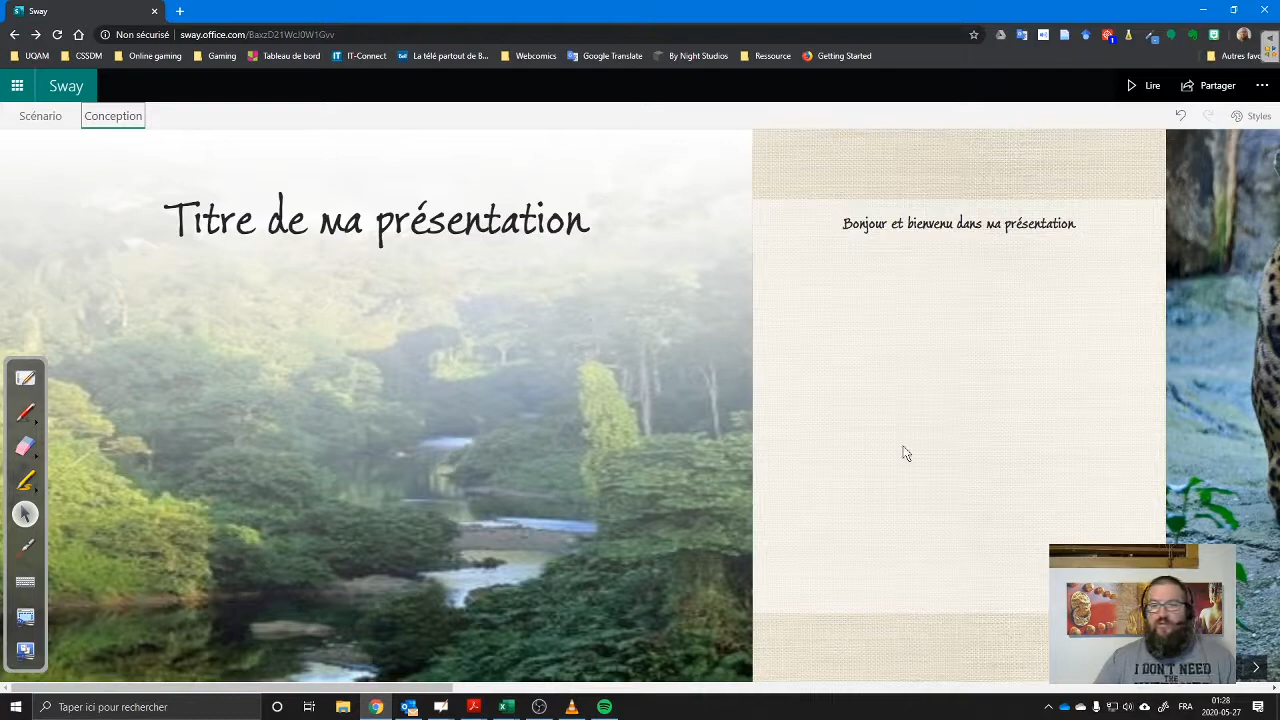 Sway
Non sécurisé
sway.office.com/BaxzD21WcJ0W1Gvv
UQAM
CSSDM
Online gaming
Gaming
Tableau de bord
IT-Connect
La télé partout de B...
Webcomics
Google Translate
By Night Studios
Ressource
Getting Started
Autres favo
Sway
Lire
Partager
Scénario
Conception
Styles
Titre de ma présentation
Bonjour et bienvenu dans ma présentation
I DON'T NEED
THE
Taper ici pour rechercher
FRA
01:28
2020-05-27